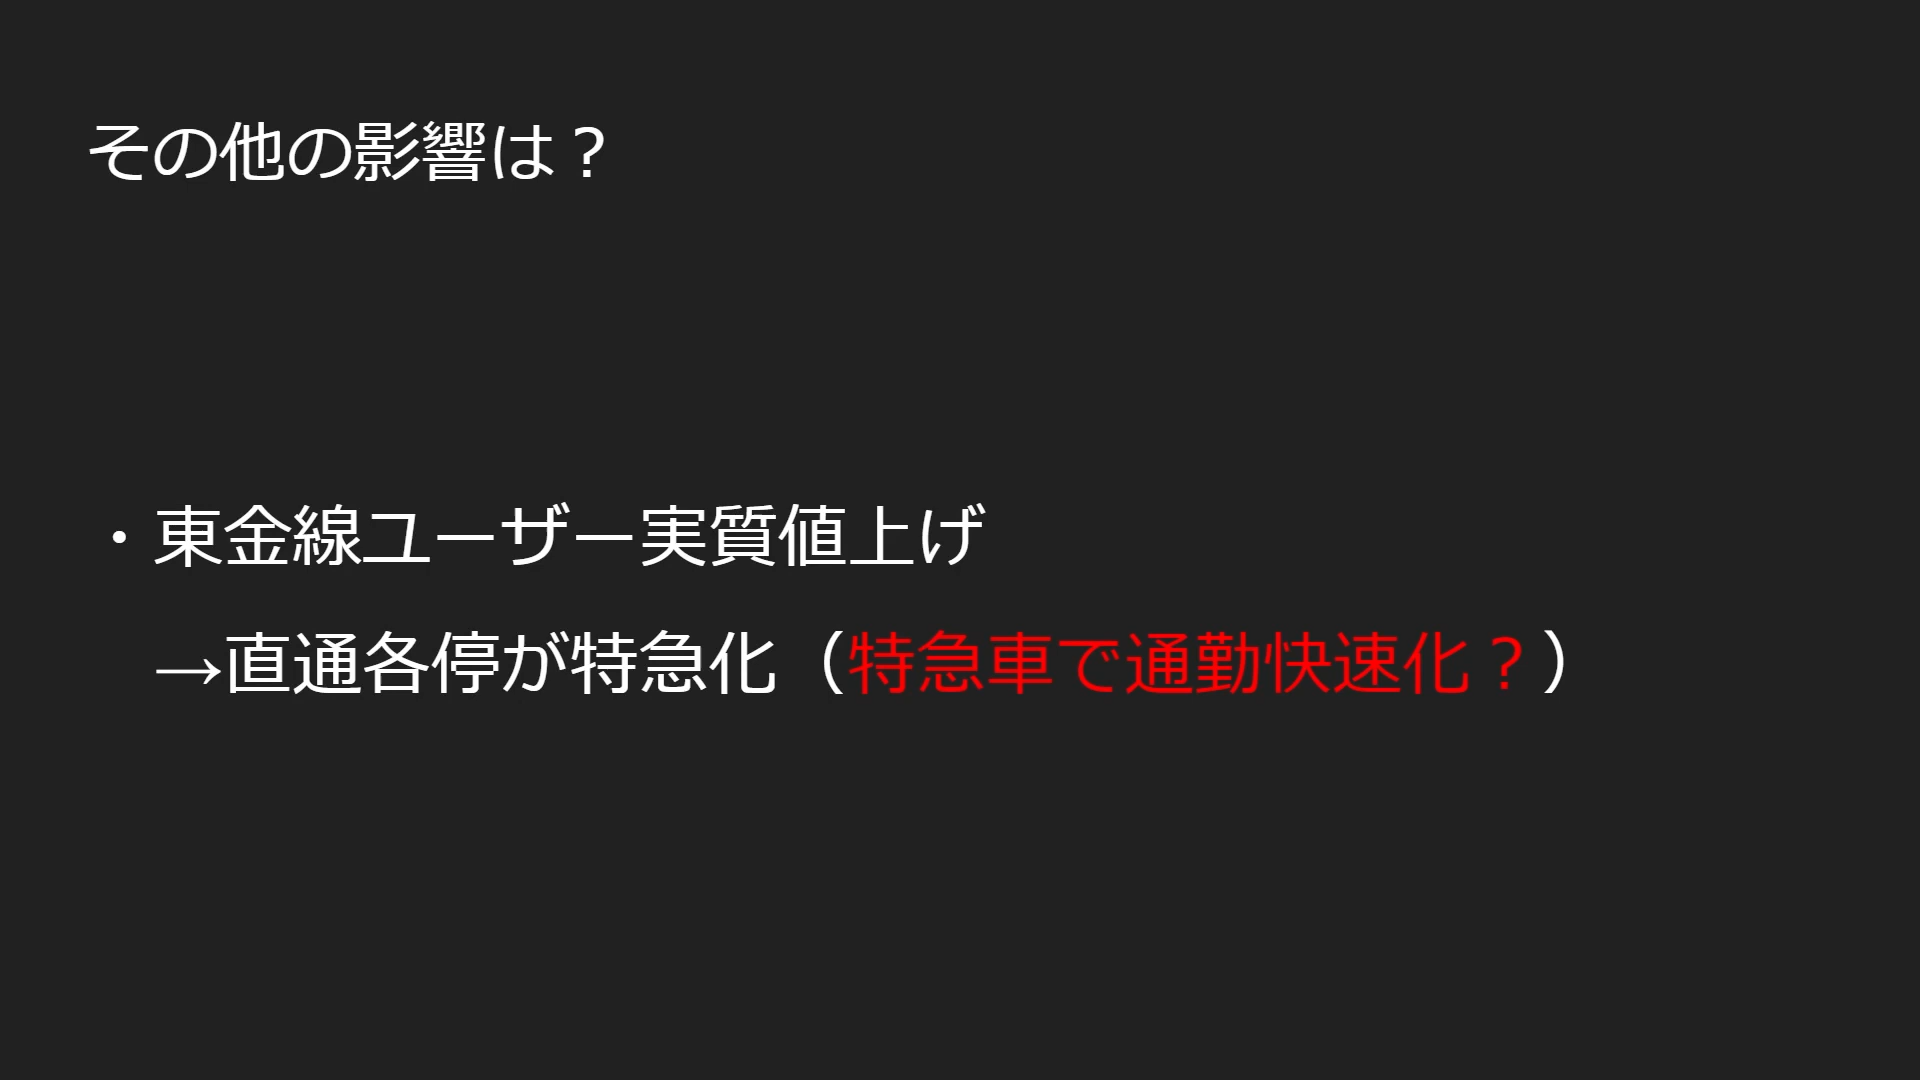 その他の影響は？
・東金線ユーザー実質値上げ
→直通各停が特急化（特急車で通勤快速化？）